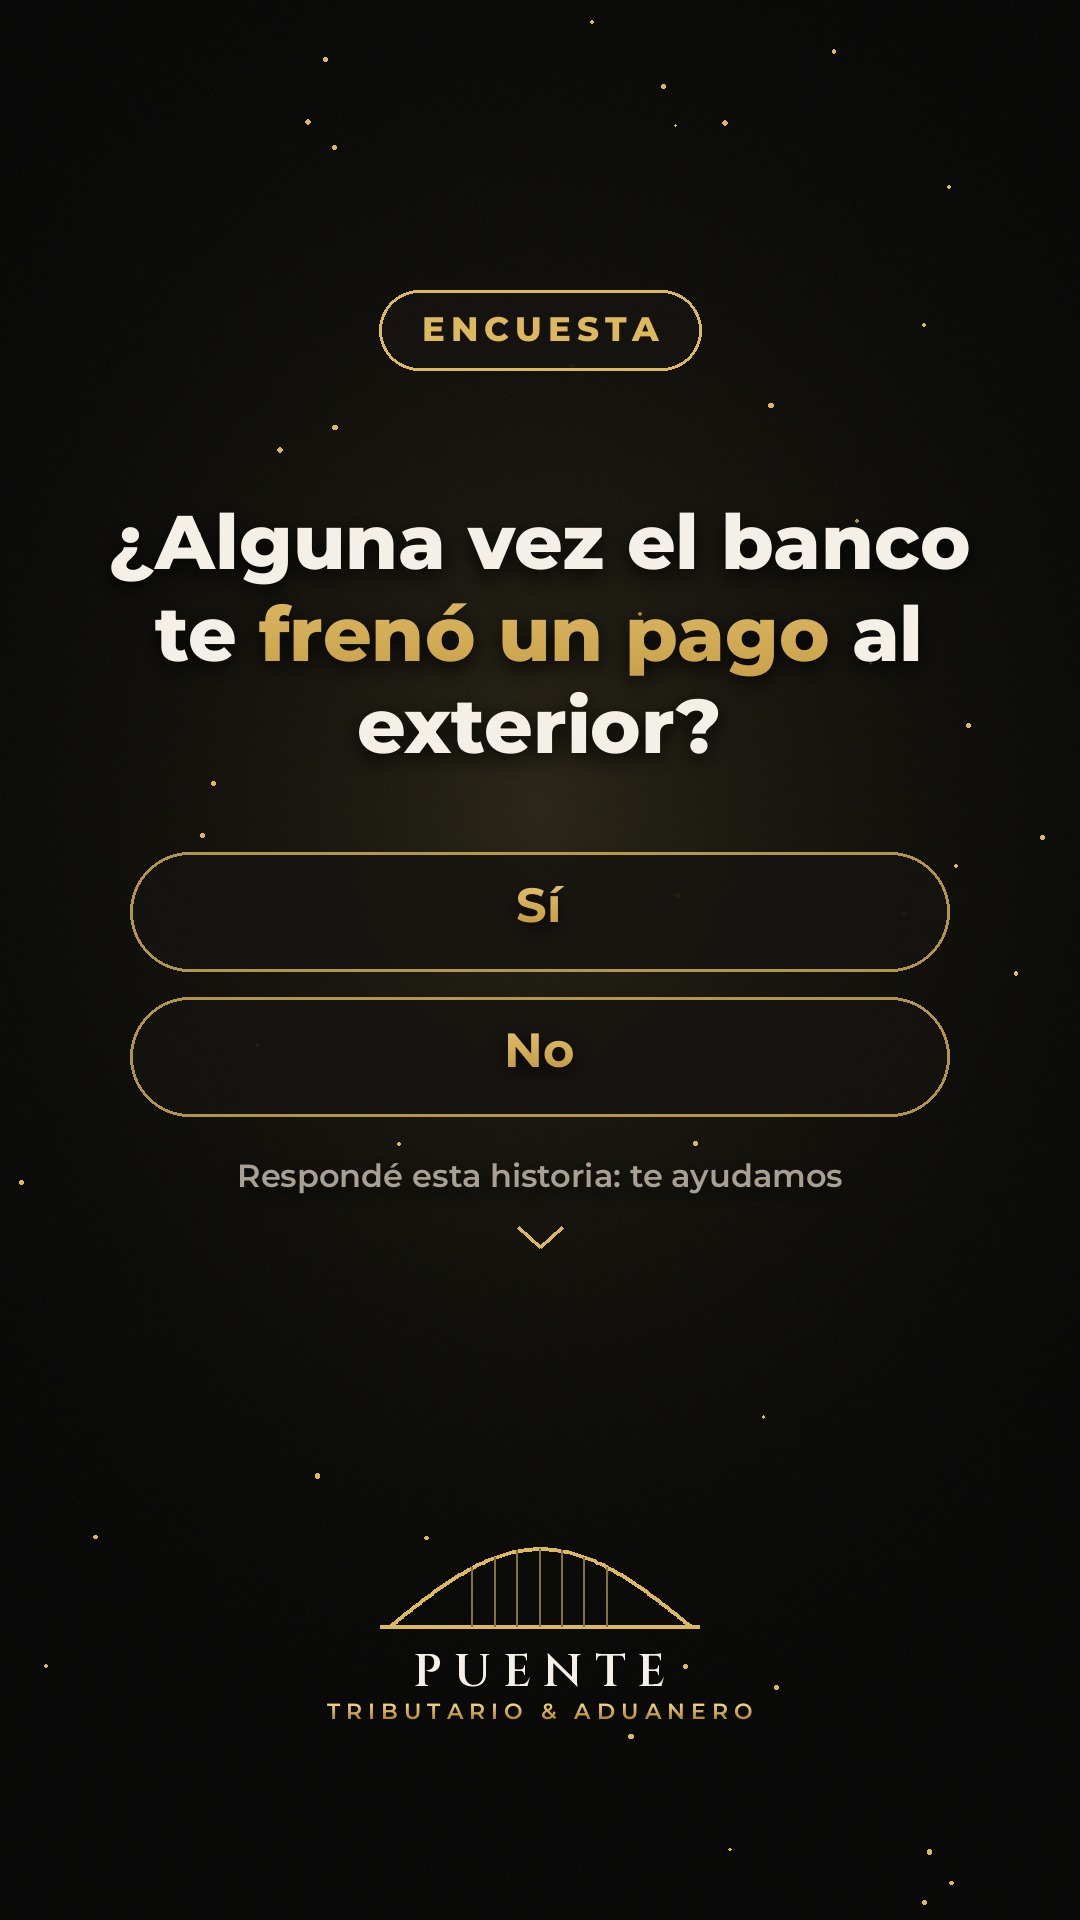 ENCUESTA
¿Alguna vez el banco
te frenó un pago al
exterior?
Sí
No
Respondé esta historia: te ayudamos
PUENTE
TRIBUTARIO & ADUANERO